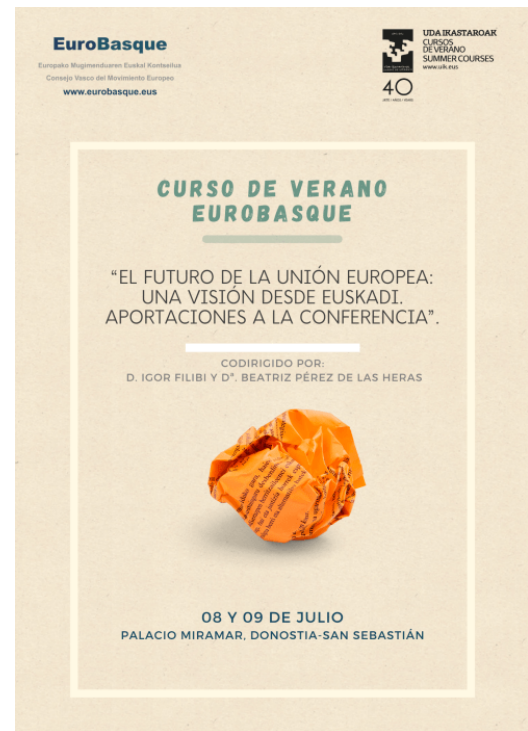 EuroBasque
Europako Mugimenduaren Euskal Kontseilua
Consejo Vasco del Movimiento Europeo
www.eurobasque.eus
UDA IKASTAROAK
CURSOS
DE VERANO
SUMMER COURSES
www.uik.eus
40
CURSO DE VERANO
EUROBASQUE
“EL FUTURO DE LA UNIÓN EUROPEA:
UNA VISIÓN DESDE EUSKADI.
APORTACIONES A LA CONFERENCIA”.
CODIRIGIDO POR:
D. IGOR FILIBI Y Dª. BEATRIZ PÉREZ DE LAS HERAS
08 Y 09 DE JULIO
PALACIO MIRAMAR, DONOSTIA-SAN SEBASTIÁN